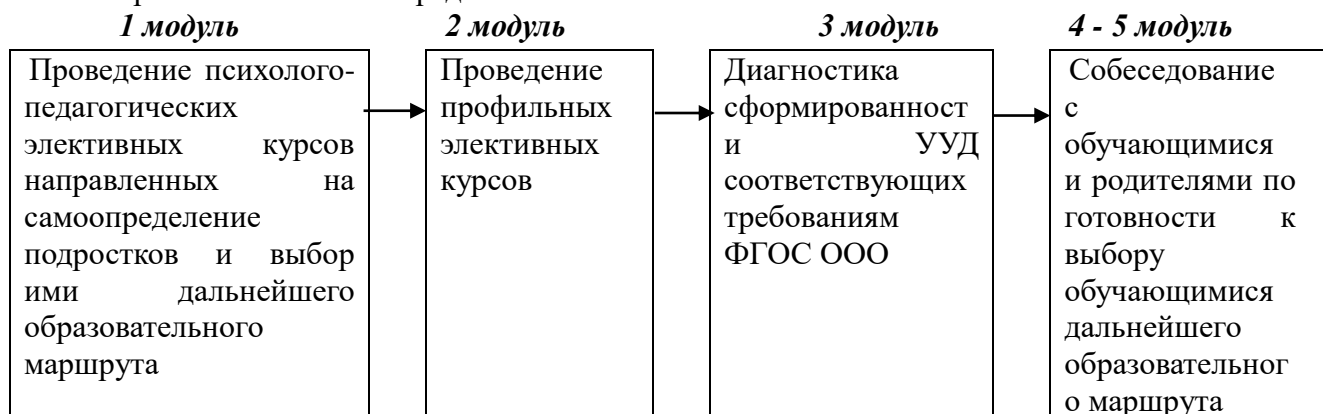 1 модуль
2 модуль
3 модуль
4 - 5 модуль
Проведение психолого-
педагогических
элективных курсов
направленных на
самоопределение
подростков и выбор
ими дальнейшего
образовательного
маршрута
Проведение
профильных
элективных
курсов
Диагностика
сформированност
и УУД
соответствующих
требованиям
ФГОС ООО
Собеседование
с
обучающимися
и родителями по
готовности к
выбору
обучающимися
дальнейшего
образовательног
о маршрута